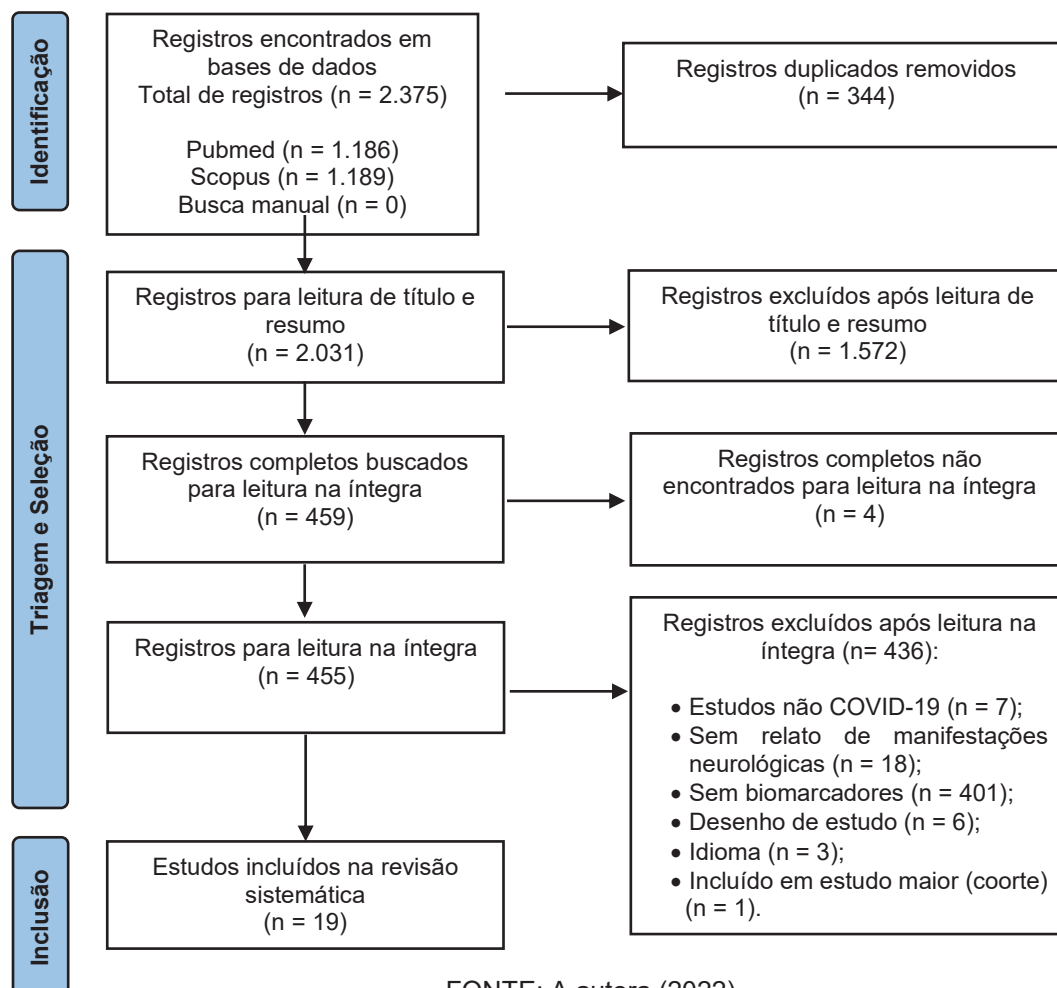 Identificação
Registros encontrados em
bases de dados
Total de registros (n = 2.375)
Pubmed (n = 1.186)
Scopus (n = 1.189)
Busca manual (n = 0)
Registros duplicados removidos
(n = 344)
Triagem e Seleção
Registros para leitura de título e
resumo
(n = 2.031)
Registros excluídos após leitura de
título e resumo
(n = 1.572)
Registros completos buscados
para leitura na íntegra
(n = 459)
Registros completos não
encontrados para leitura na íntegra
(n = 4)
Registros para leitura na íntegra
(n = 455)
Registros excluídos após leitura na
íntegra (n= 436):
• Estudos não COVID-19 (n = 7);
• Sem relato de manifestações
neurológicas (n = 18);
• Sem biomarcadores (n = 401);
• Desenho de estudo (n = 6);
• Idioma (n = 3);
• Incluído em estudo maior (coorte)
(n = 1).
Inclusão
Estudos incluídos na revisão
sistemática
(n = 19)